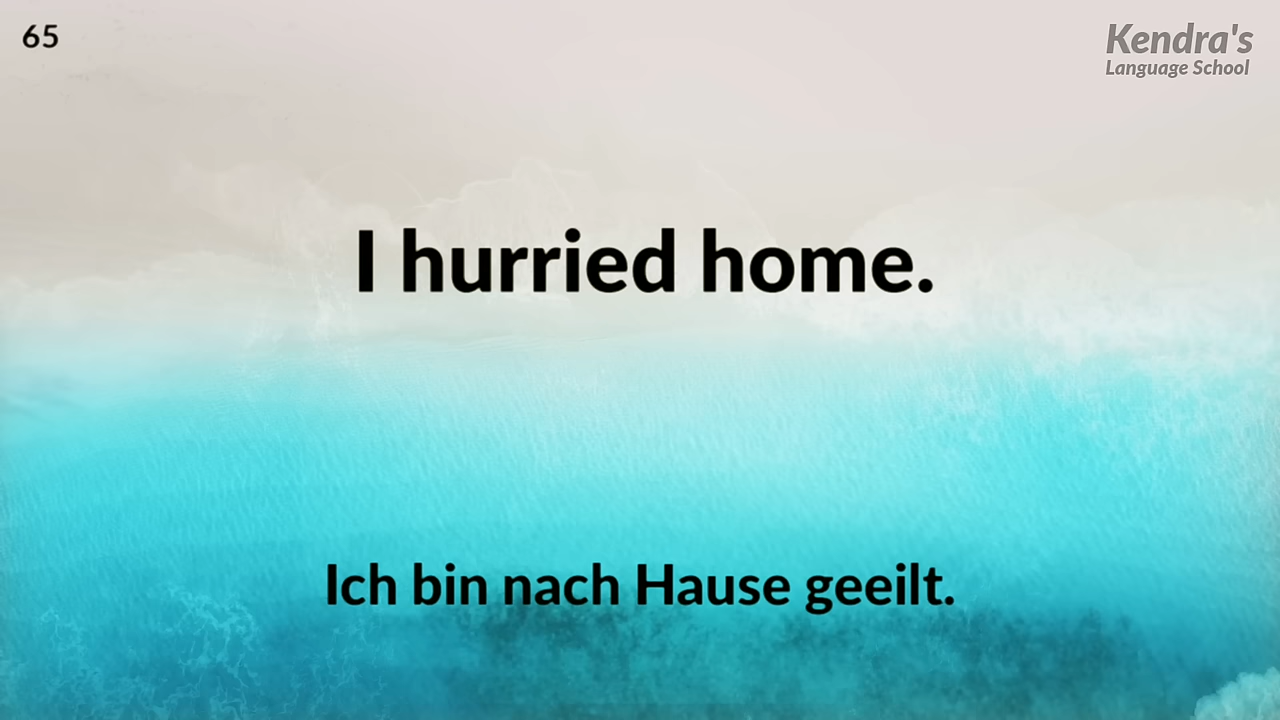 65
Kendra's
Language School
I hurried home.
Ich bin nach Hause geeilt.